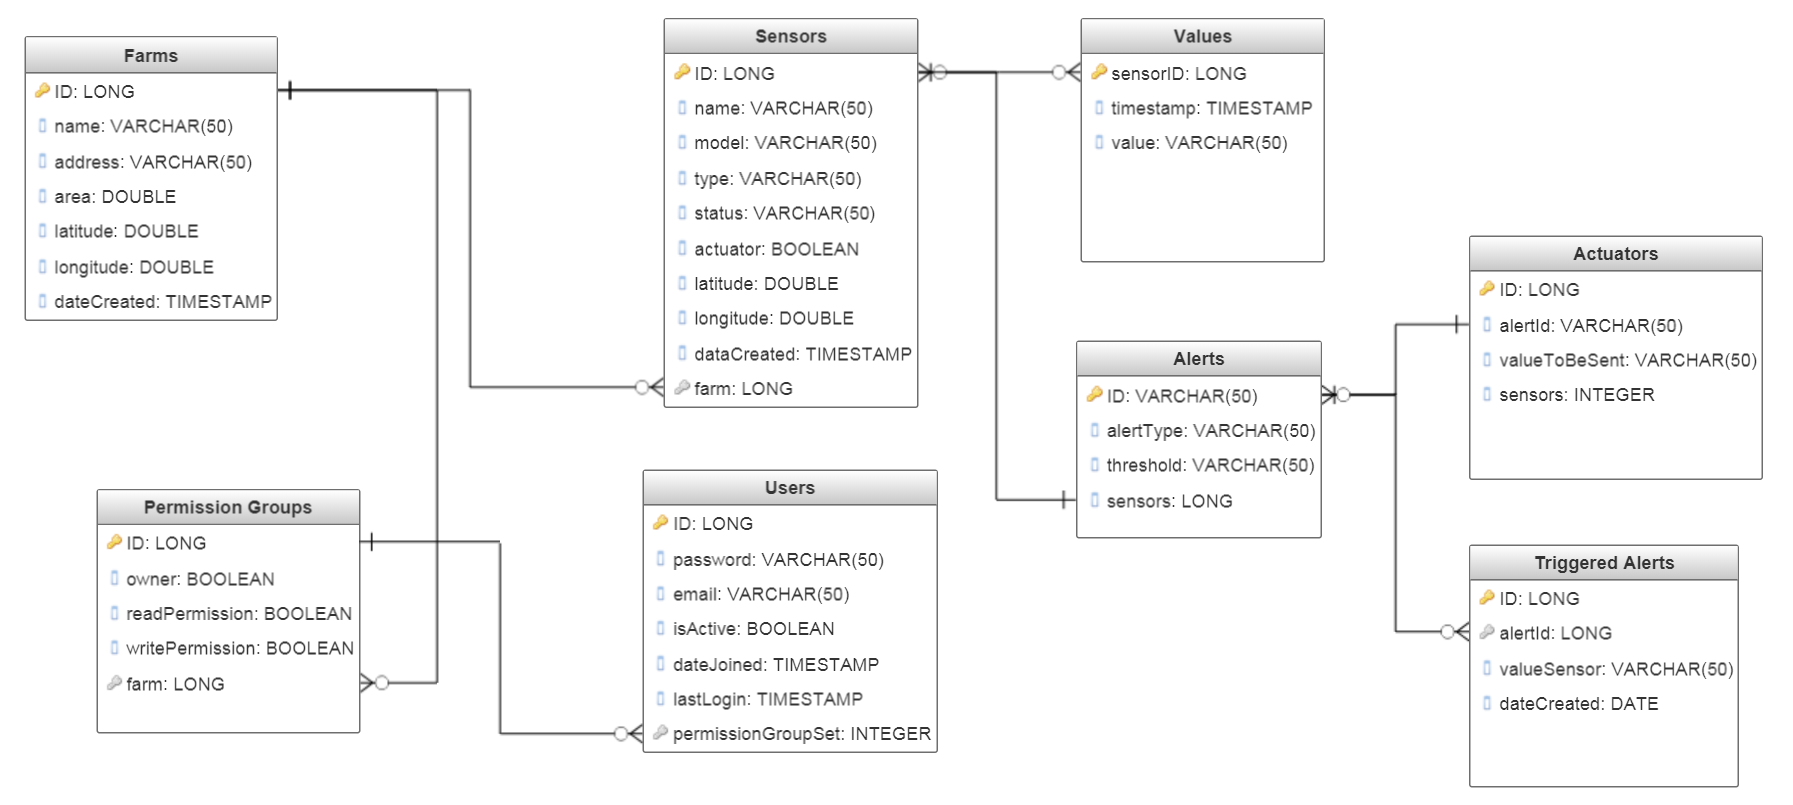 Farms
ID: LONG
name: VARCHAR(50)
address: VARCHAR(50)
area: DOUBLE
latitude: DOUBLE
longitude: DOUBLE
dateCreated: TIMESTAMP
Sensors
ID: LONG
name: VARCHAR(50)
model: VARCHAR(50)
type: VARCHAR(50)
status: VARCHAR(50)
actuator: BOOLEAN
latitude: DOUBLE
longitude: DOUBLE
dataCreated: TIMESTAMP
farm: LONG
Values
sensorID: LONG
timestamp: TIMESTAMP
value: VARCHAR(50)
Actuators
ID: LONG
alertId: VARCHAR(50)
valueToBeSent: VARCHAR(50)
sensors: INTEGER
Alerts
ID: VARCHAR(50)
alertType: VARCHAR(50)
threshold: VARCHAR(50)
sensors: LONG
Permission Groups
ID: LONG
owner: BOOLEAN
readPermission: BOOLEAN
writePermission: BOOLEAN
farm: LONG
Users
ID: LONG
password: VARCHAR(50)
email: VARCHAR(50)
isActive: BOOLEAN
dateJoined: TIMESTAMP
lastLogin: TIMESTAMP
permissionGroupSet: INTEGER
Triggered Alerts
ID: LONG
alertId: LONG
valueSensor: VARCHAR(50)
dateCreated: DATE